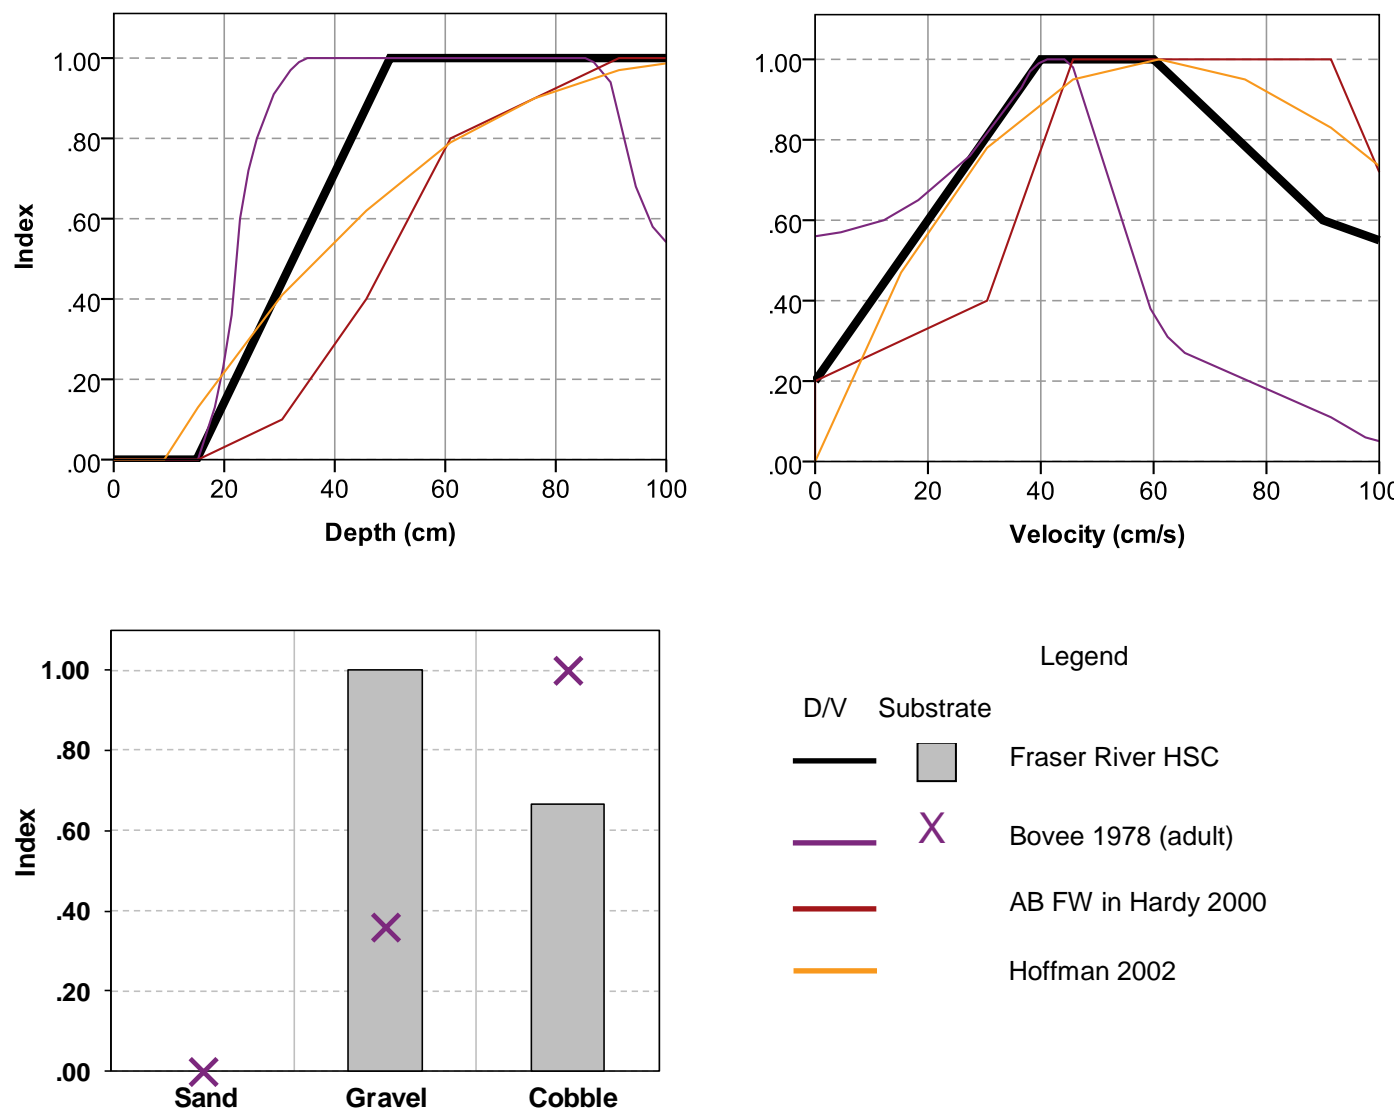 1.00
.80
.60
.40
.20
.00
Index
0 20 40 60 80 100
Depth (cm)
1.00
.80
.60
.40
.20
.00
0 20 40 60 80 100
Velocity (cm/s)
1.00
.80
.60
.40
.20
.00
Index
Sand Gravel Cobble
Legend
D/V Substrate
Fraser River HSC
X Bovee 1978 (adult)
AB FW in Hardy 2000
Hoffman 2002